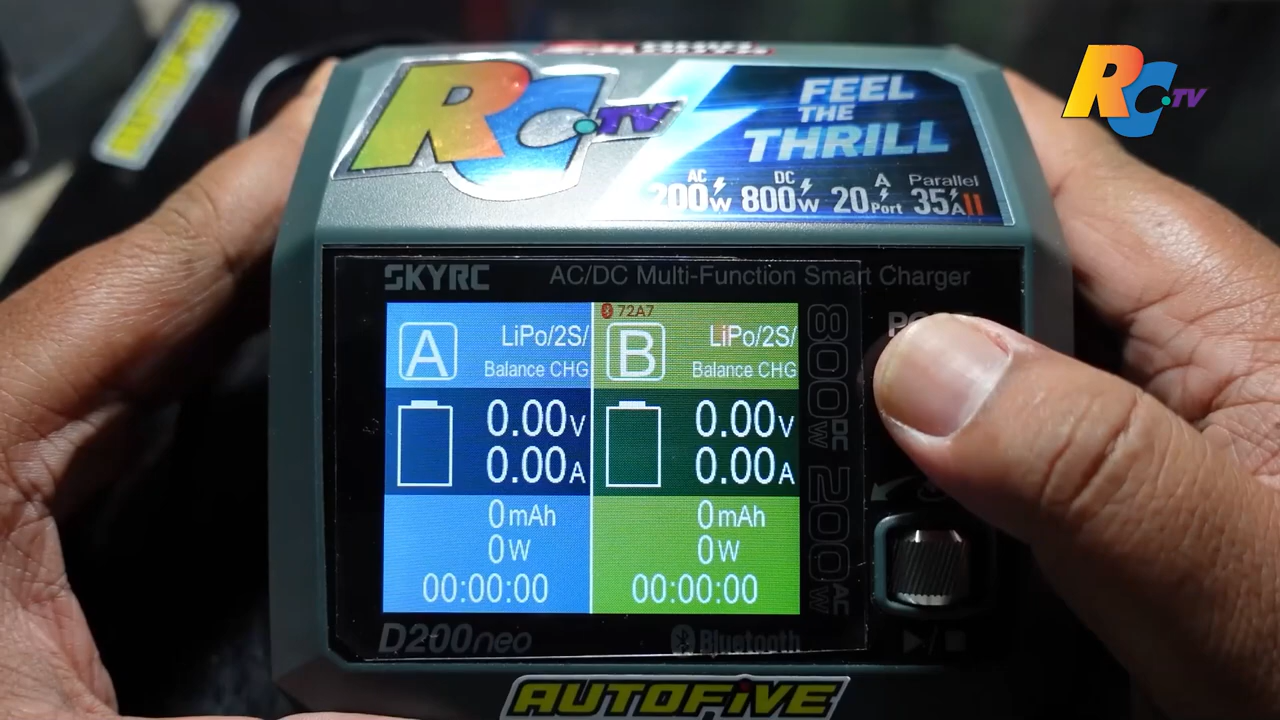 AUTOFIVE
RC.TV
FEEL
THE
THRILL
AC 200W DC 800W 20A Port Parallel 35A
RC.TV
SKYRC AC/DC Multi-Function Smart Charger
A LiPo/2S/
Balance CHG
0.00V
0.00A
0mAh
0W
00:00:00
72A7
B LiPo/2S/
Balance CHG
0.00V
0.00A
0mAh
0W
00:00:00
800W DC 200W AC
D200neo Bluetooth
AUTOFIVE